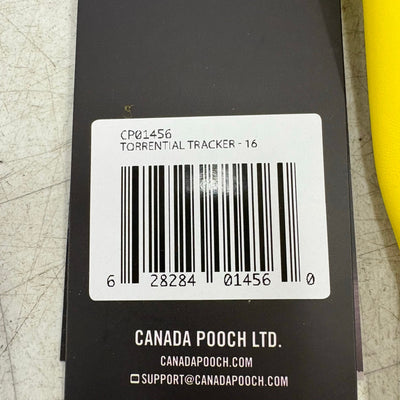 CP01456
TORRENTIAL TRACKER - 16
6 28284 01456 0
CANADA POOCH LTD.
CANADAPOOCH.COM
SUPPORT@CANADAPOOCH.COM